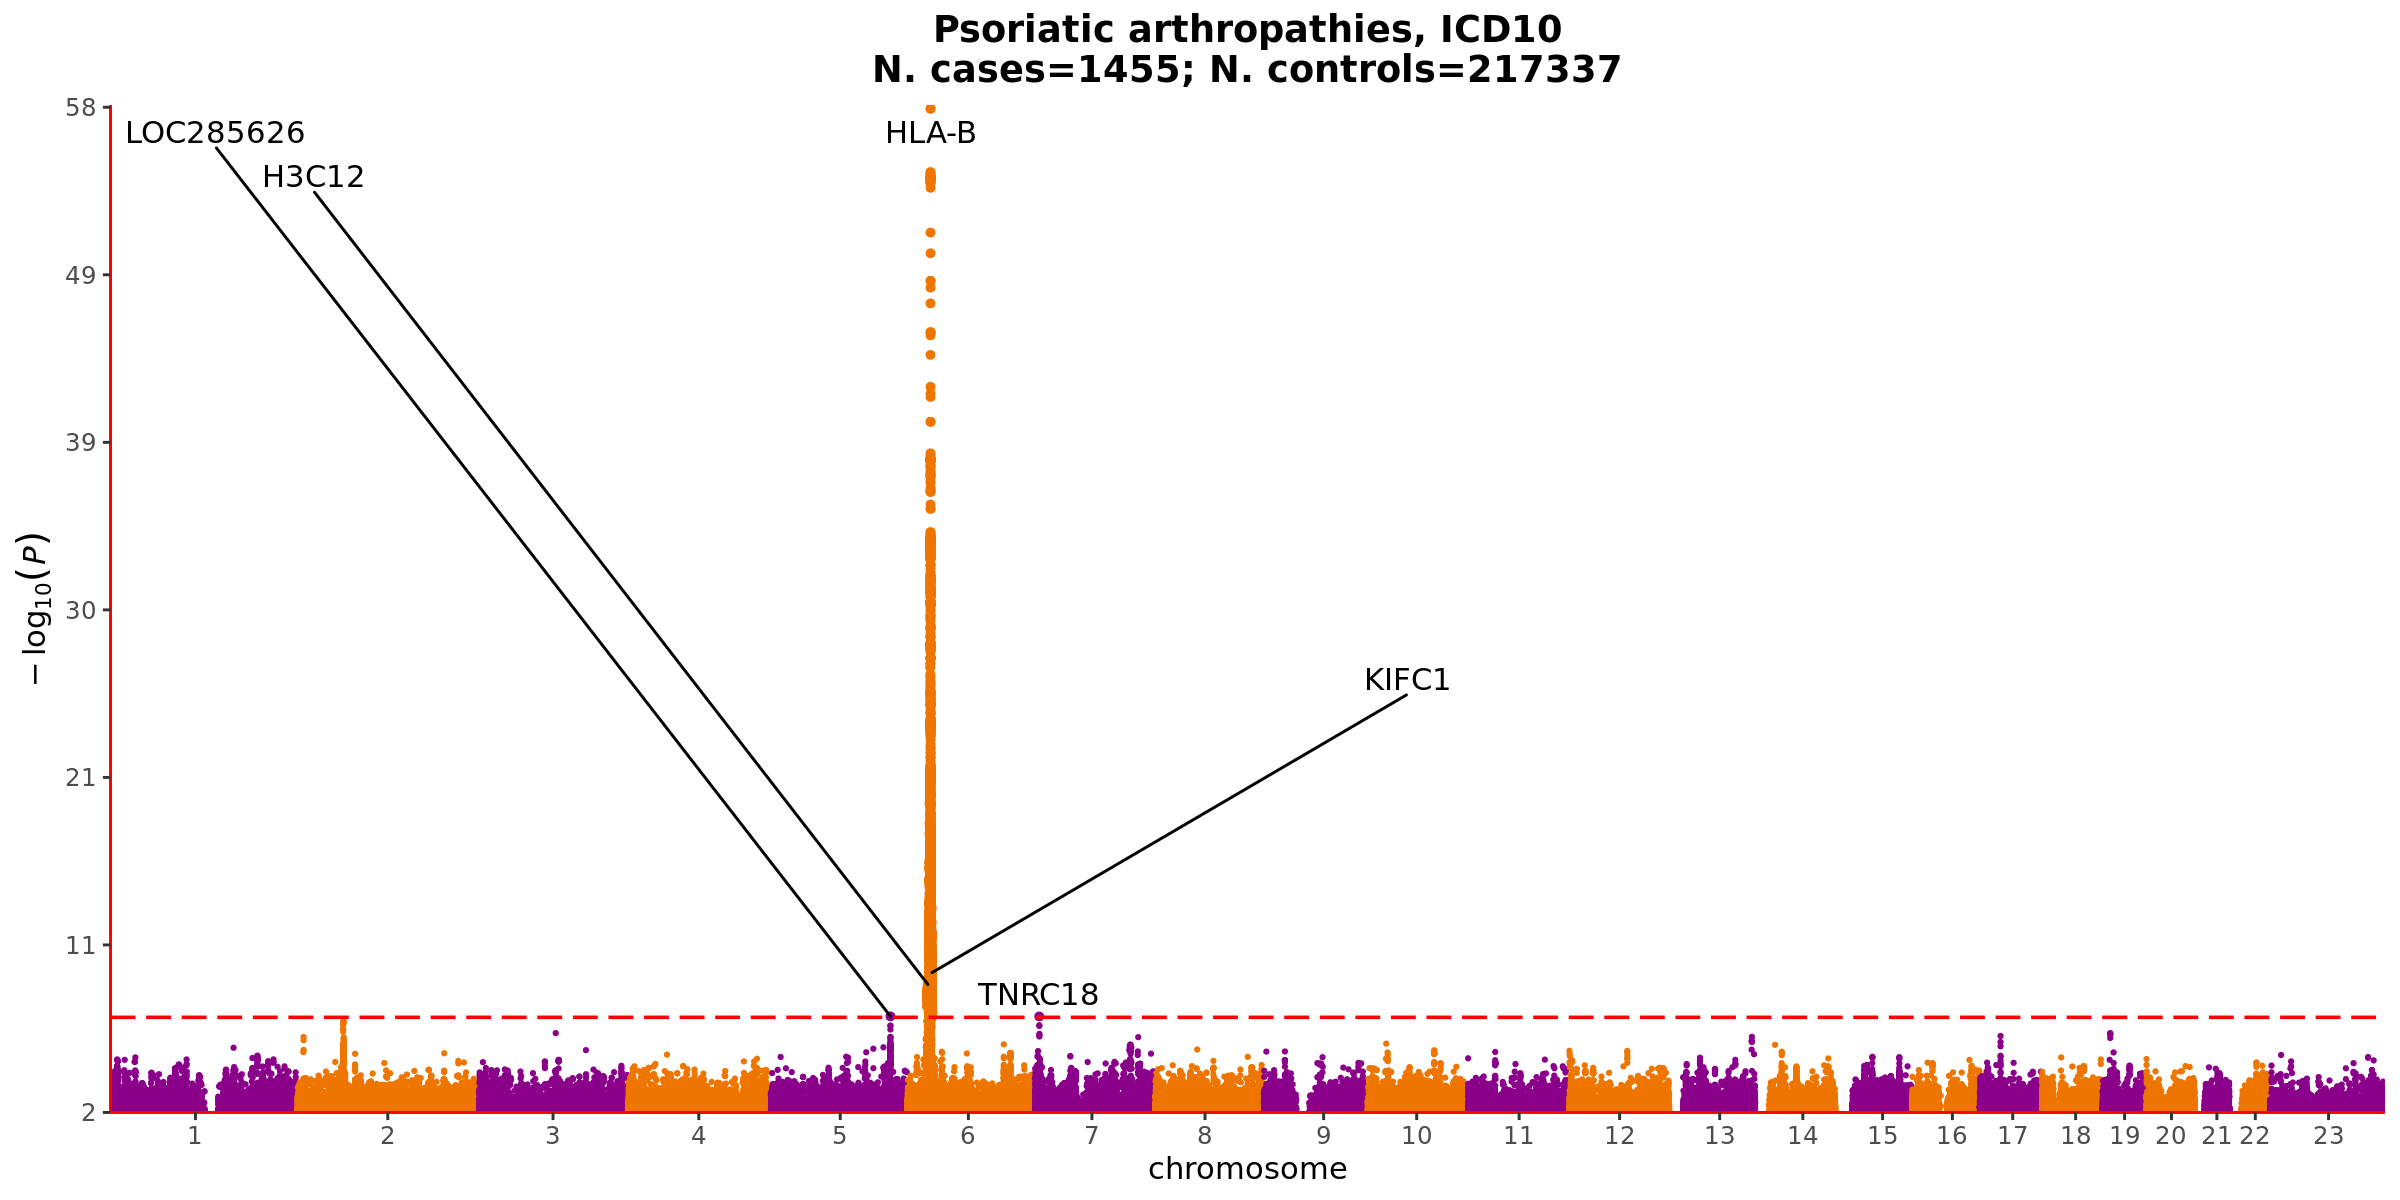 Psoriatic arthropathies, ICD10
N. cases=1455; N. controls=217337
58
LOC285626
HLA-B
H3C12
49
39
30
− log10(P)
KIFC1
21
11
TNRC18
2
1 2 3 4 5 6 7 8 9 10 11 12 13 14 15 16 17 18 19 20 21 22 23
chromosome